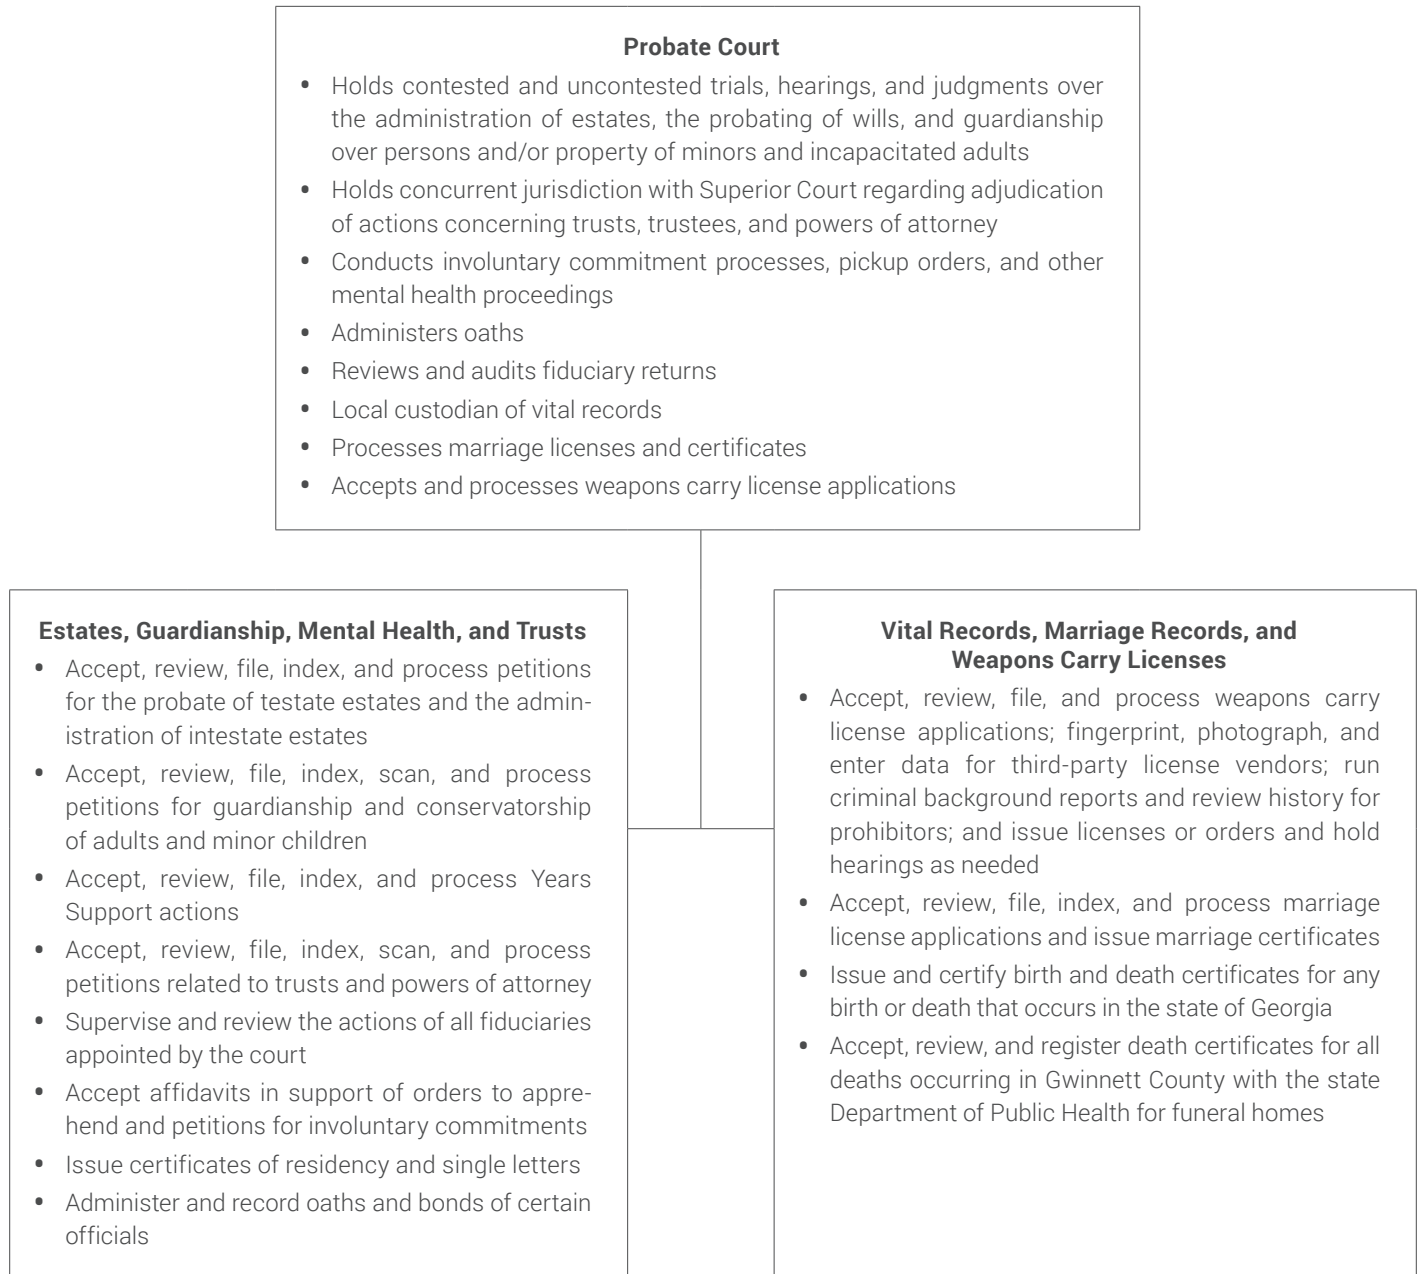 Probate Court
• Holds contested and uncontested trials, hearings, and judgments over
the administration of estates, the probating of wills, and guardianship
over persons and/or property of minors and incapacitated adults
• Holds concurrent jurisdiction with Superior Court regarding adjudication
of actions concerning trusts, trustees, and powers of attorney
• Conducts involuntary commitment processes, pickup orders, and other
mental health proceedings
• Administers oaths
• Reviews and audits fiduciary returns
• Local custodian of vital records
• Processes marriage licenses and certificates
• Accepts and processes weapons carry license applications
Estates, Guardianship, Mental Health, and Trusts
• Accept, review, file, index, and process petitions
for the probate of testate estates and the admin-
istration of intestate estates
• Accept, review, file, index, scan, and process
petitions for guardianship and conservatorship
of adults and minor children
• Accept, review, file, index, and process Years
Support actions
• Accept, review, file, index, scan, and process
petitions related to trusts and powers of attorney
• Supervise and review the actions of all fiduciaries
appointed by the court
• Accept affidavits in support of orders to appre-
hend and petitions for involuntary commitments
• Issue certificates of residency and single letters
• Administer and record oaths and bonds of certain
officials
Vital Records, Marriage Records, and
Weapons Carry Licenses
• Accept, review, file, and process weapons carry
license applications; fingerprint, photograph, and
enter data for third-party license vendors; run
criminal background reports and review history for
prohibitors; and issue licenses or orders and hold
hearings as needed
• Accept, review, file, index, and process marriage
license applications and issue marriage certificates
• Issue and certify birth and death certificates for any
birth or death that occurs in the state of Georgia
• Accept, review, and register death certificates for all
deaths occurring in Gwinnett County with the state
Department of Public Health for funeral homes